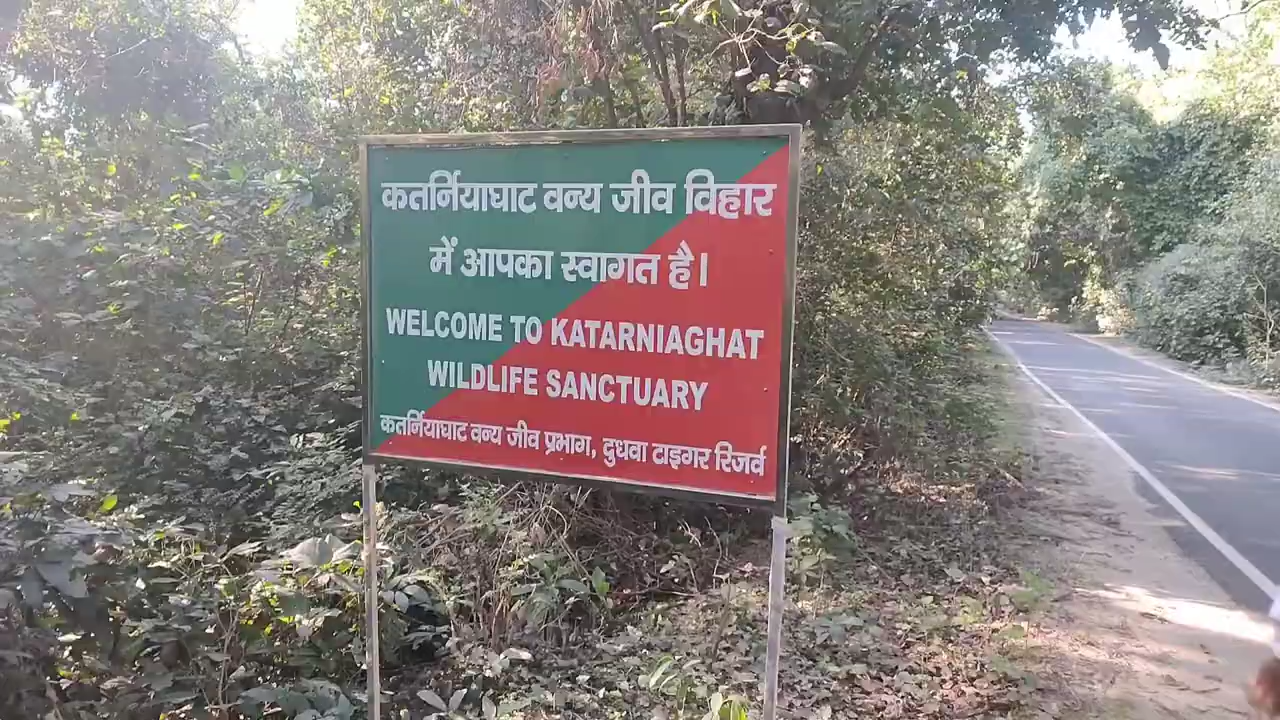 कतर्नियाघाट वन्य जीव विहार
में आपका स्वागत है।
WELCOME TO KATARNIAGHAT
WILDLIFE SANCTUARY
कतर्नियाघाट वन्य जीव प्रभाग, दुधवा टाइगर रिजर्व